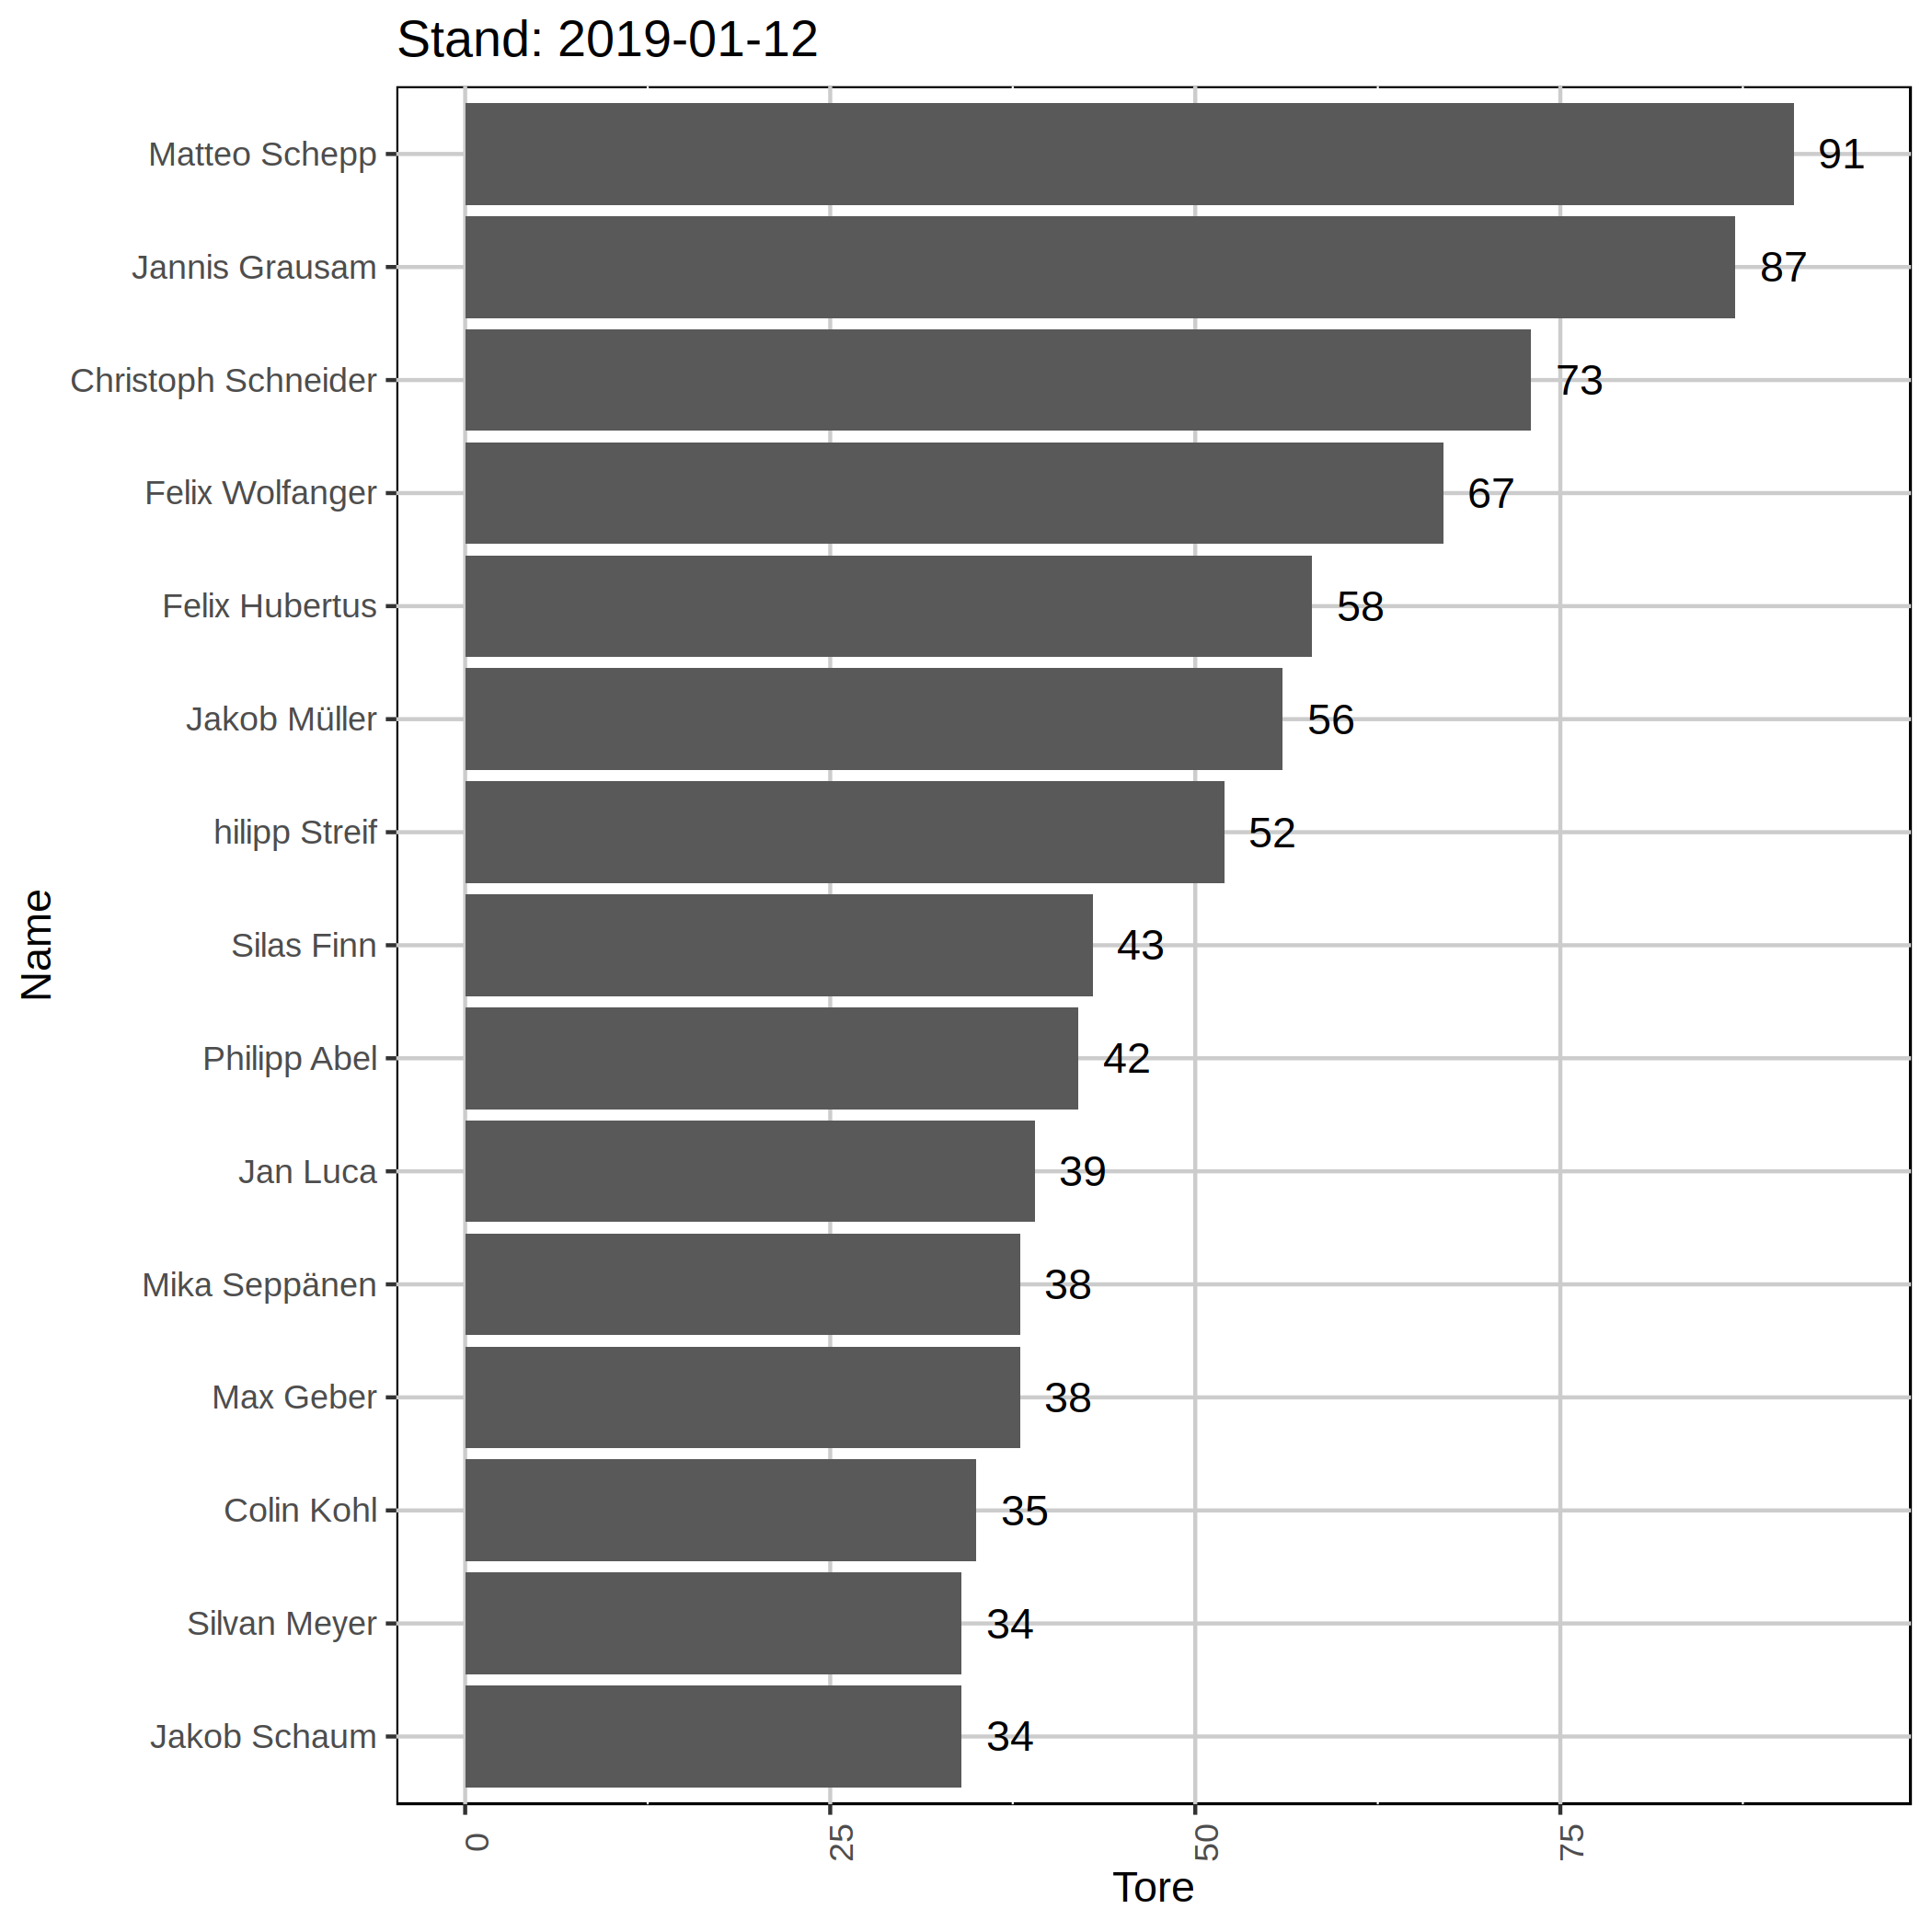 Stand: 2019-01-12
Name
Matteo Schepp 91
Jannis Grausam 87
Christoph Schneider 73
Felix Wolfanger 67
Felix Hubertus 58
Jakob Müller 56
hilipp Streif 52
Silas Finn 43
Philipp Abel 42
Jan Luca 39
Mika Seppänen 38
Max Geber 38
Colin Kohl 35
Silvan Meyer 34
Jakob Schaum 34
0 25 50 75
Tore